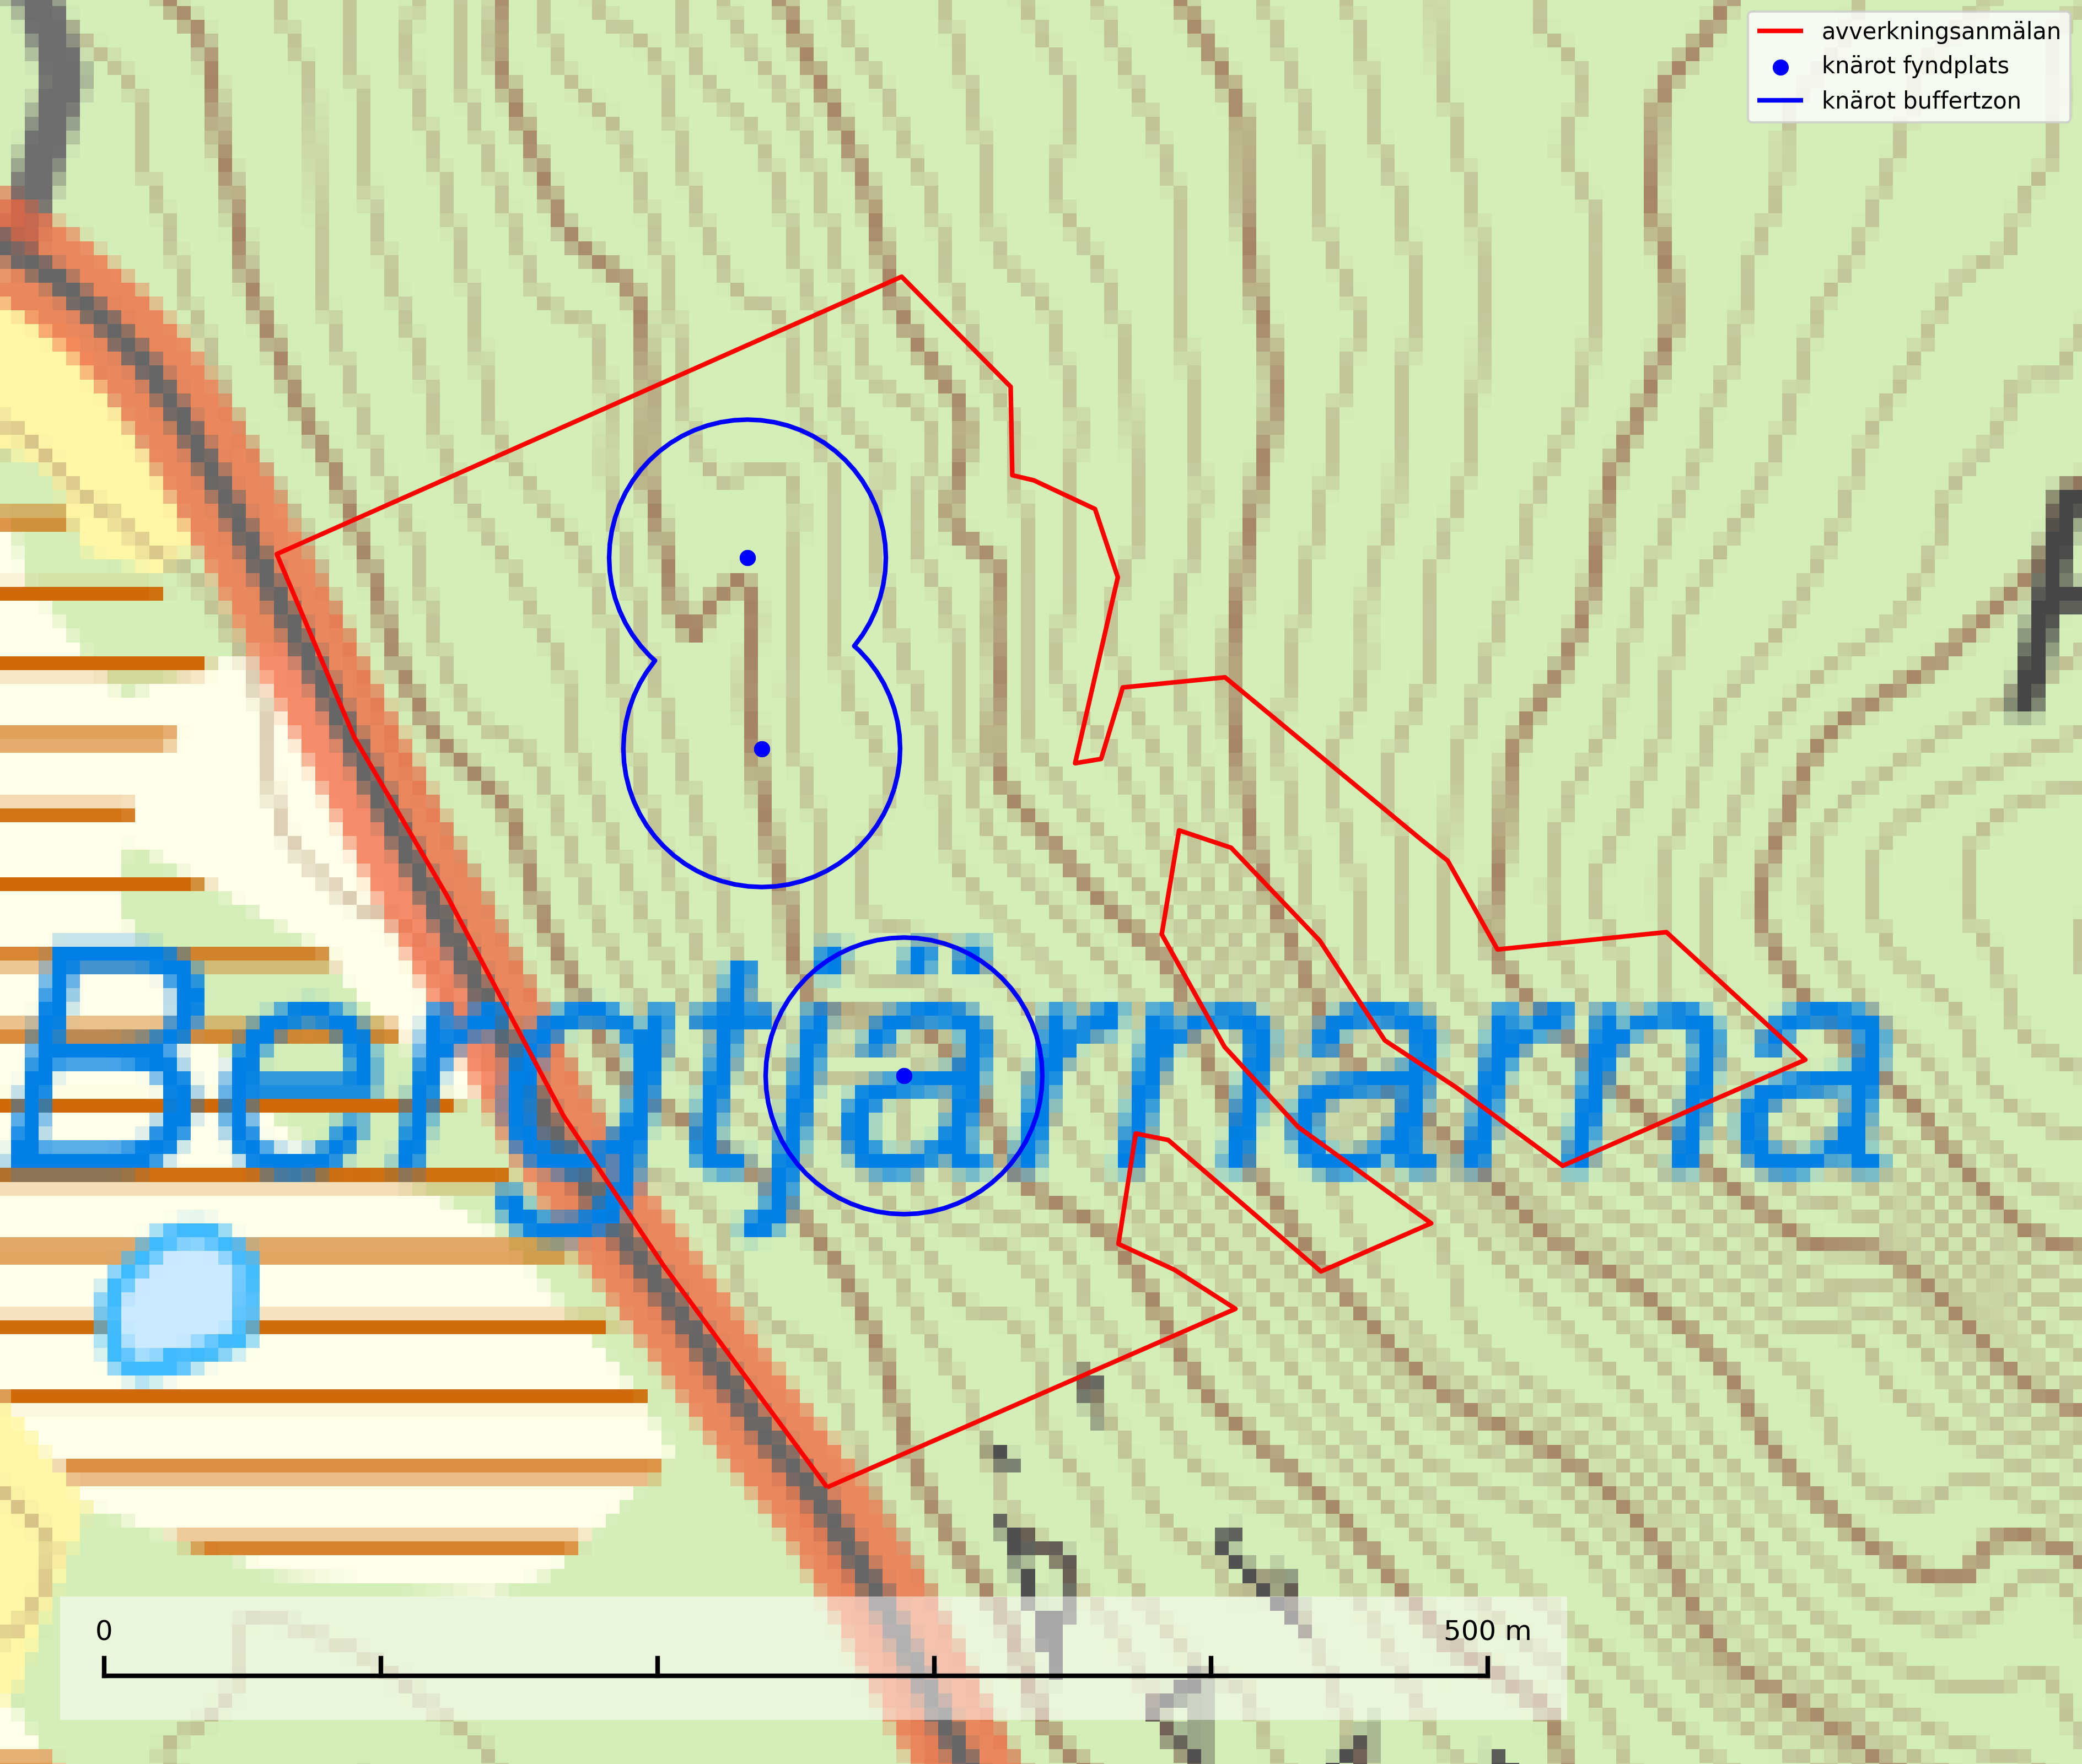 avverkningsanmälan
knärot fyndplats
knärot buffertzon
Bergtjärnarna
0 500 m